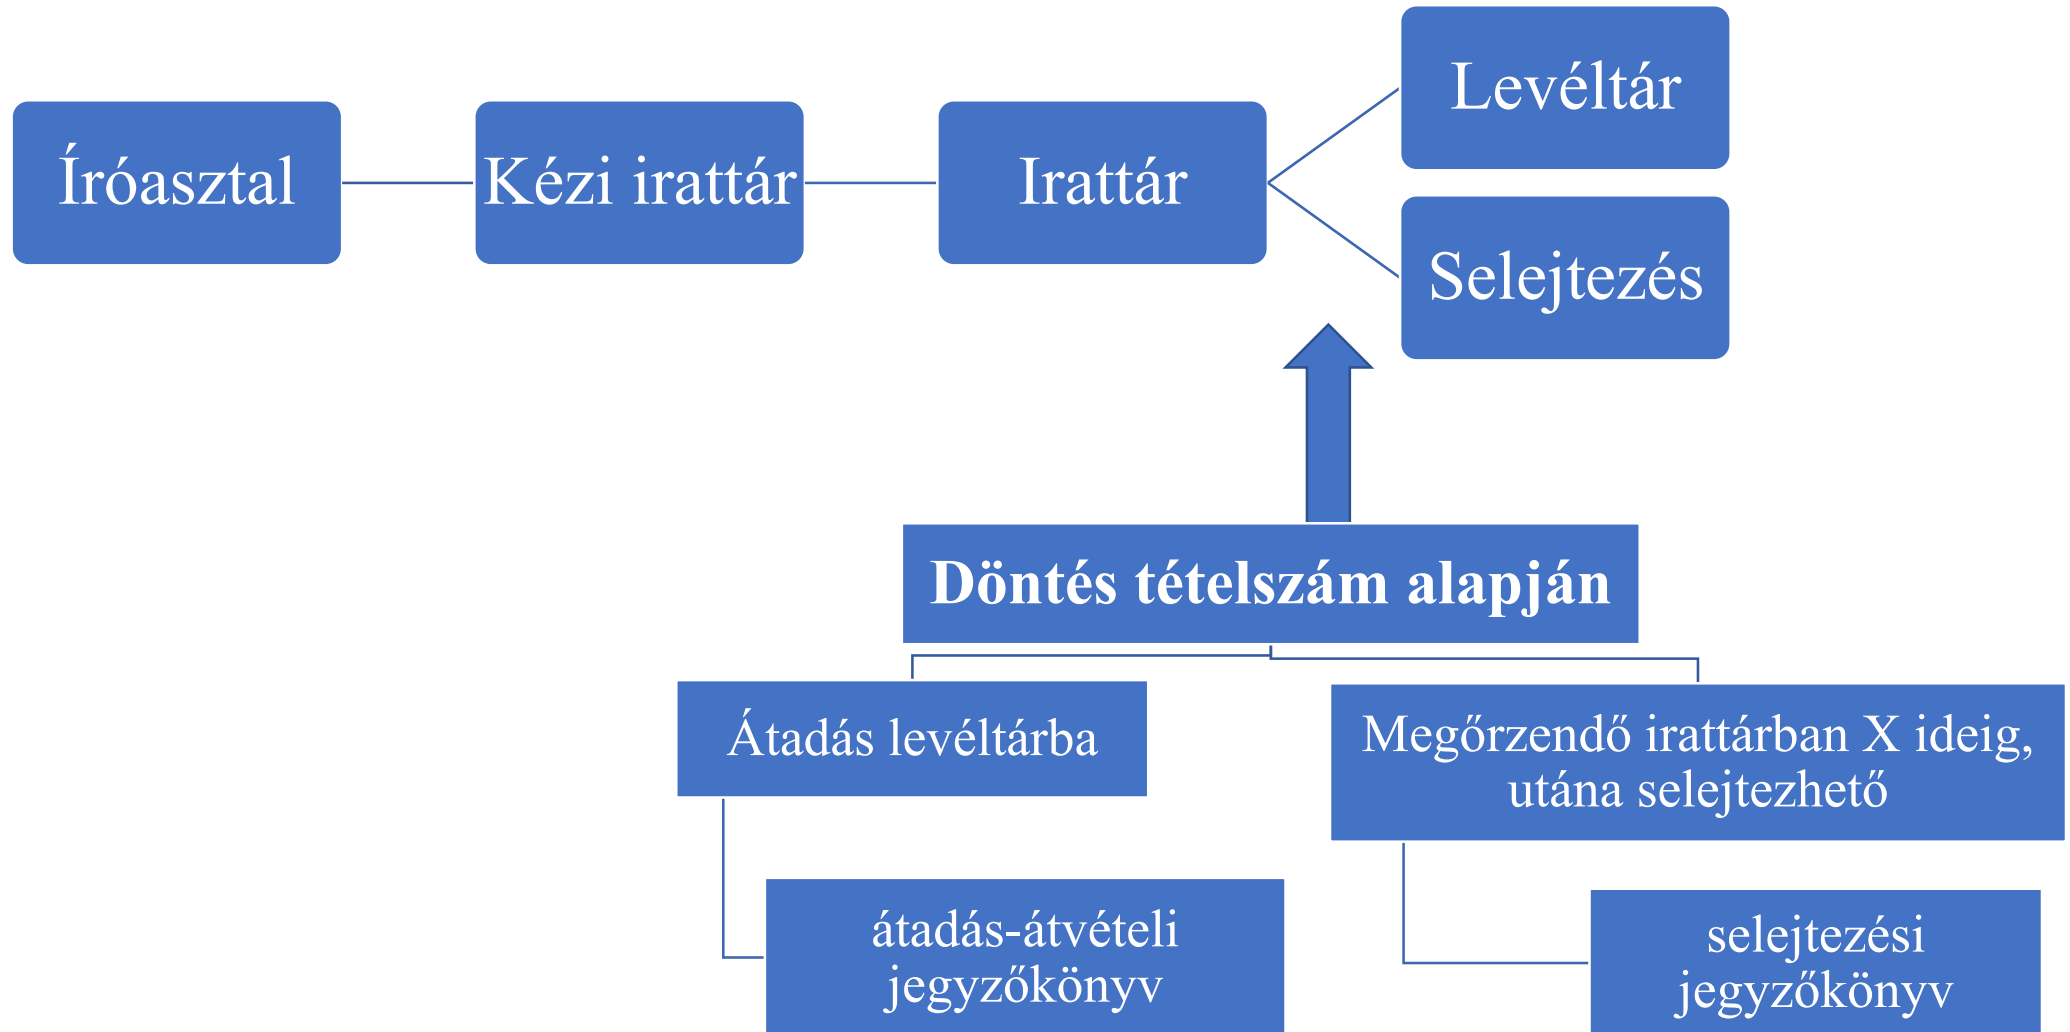 Íróasztal
Kézi irattár
Irattár
Levéltár
Selejtezés
Döntés tételszám alapján
Átadás levéltárba
Megőrzendő irattárban X ideig,
utána selejtezhető
átadás-átvételi
jegyzőkönyv
selejtezési
jegyzőkönyv